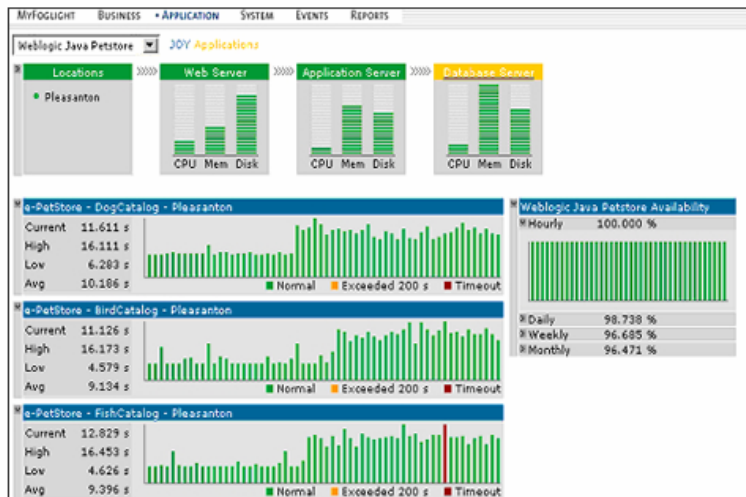 MYFOGLIGHT BUSINESS • APPLICATION SYSTEM EVENTS REPORTS
Weblogic Java Petstore JOY Applications
Locations Web Server Application Server Database Server
Pleasanton
CPU Mem Disk CPU Mem Disk CPU Mem Disk
e-PetStore - DogCatalog - Pleasanton
Current 11.611 s
High 16.111 s
Low 6.283 s
Avg 10.186 s
Normal Exceeded 200 s Timeout
e-PetStore - BirdCatalog - Pleasanton
Current 11.126 s
High 16.173 s
Low 4.579 s
Avg 9.134 s
Normal Exceeded 200 s Timeout
e-PetStore - FishCatalog - Pleasanton
Current 12.829 s
High 16.453 s
Low 4.626 s
Avg 9.396 s
Normal Exceeded 200 s Timeout
Weblogic Java Petstore Availability
Hourly 100.000 %
Daily 98.738 %
Weekly 96.685 %
Monthly 96.471 %